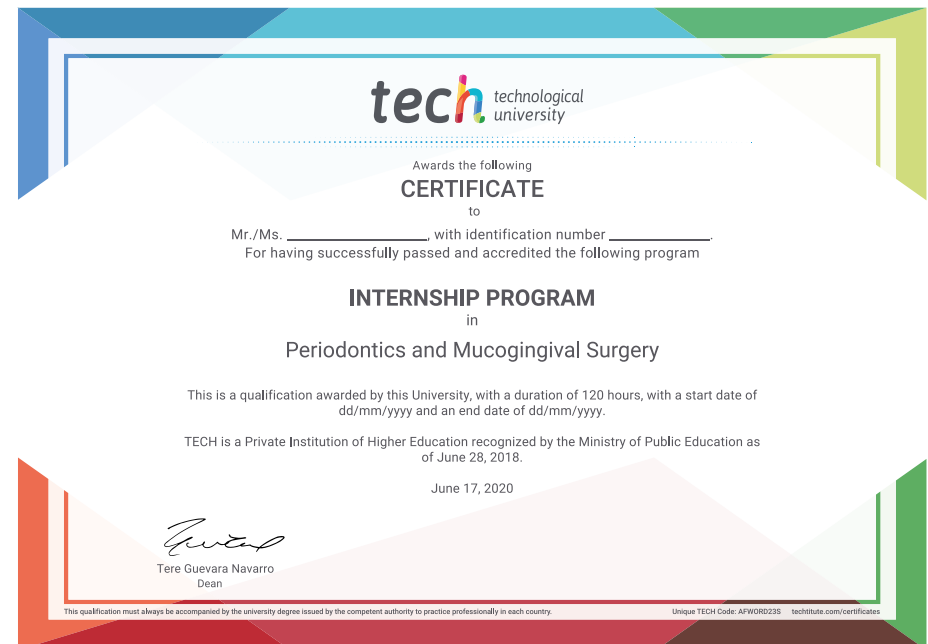 tech technological
university
Awards the following
CERTIFICATE
to
Mr./Ms. ____________, with identification number _________.
For having successfully passed and accredited the following program
INTERNSHIP PROGRAM
in
Periodontics and Mucogingival Surgery
This is a qualification awarded by this University, with a duration of 120 hours, with a start date of
dd/mm/yyyy and an end date of dd/mm/yyyy.
TECH is a Private Institution of Higher Education recognized by the Ministry of Public Education as
of June 28, 2018.
June 17, 2020
Tere Guevara Navarro
Dean
This qualification must always be accompanied by the university degree issued by the competent authority to practice professionally in each country.
Unique TECH Code: AFWORD23S techtitute.com/certificates